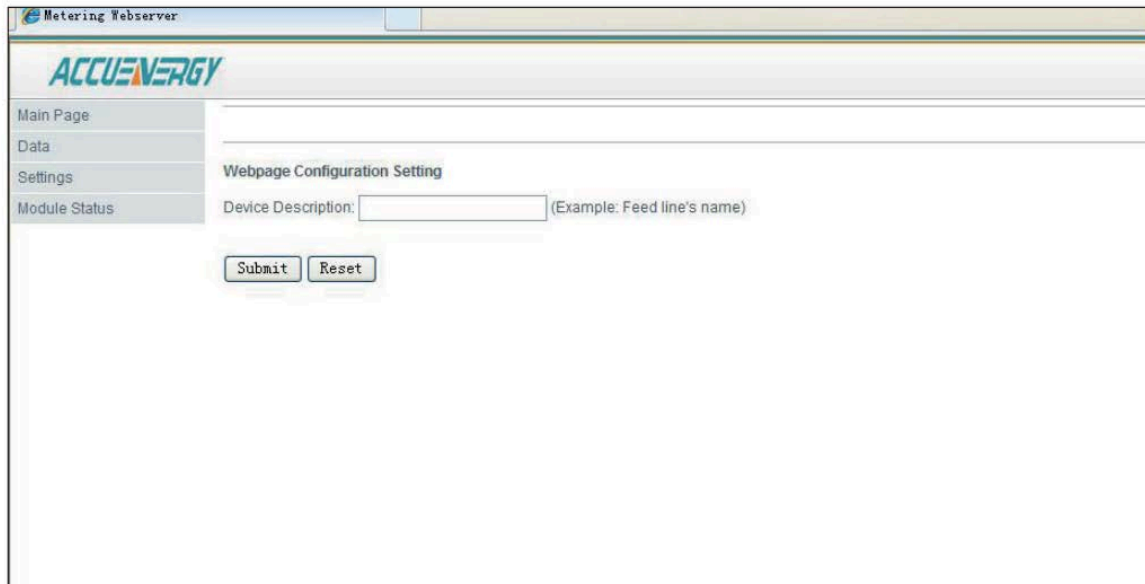 Metering Webserver
ACCUENERGY
Main Page
Data
Settings
Module Status
Webpage Configuration Setting
Device Description: (Example: Feed line's name)
Submit Reset